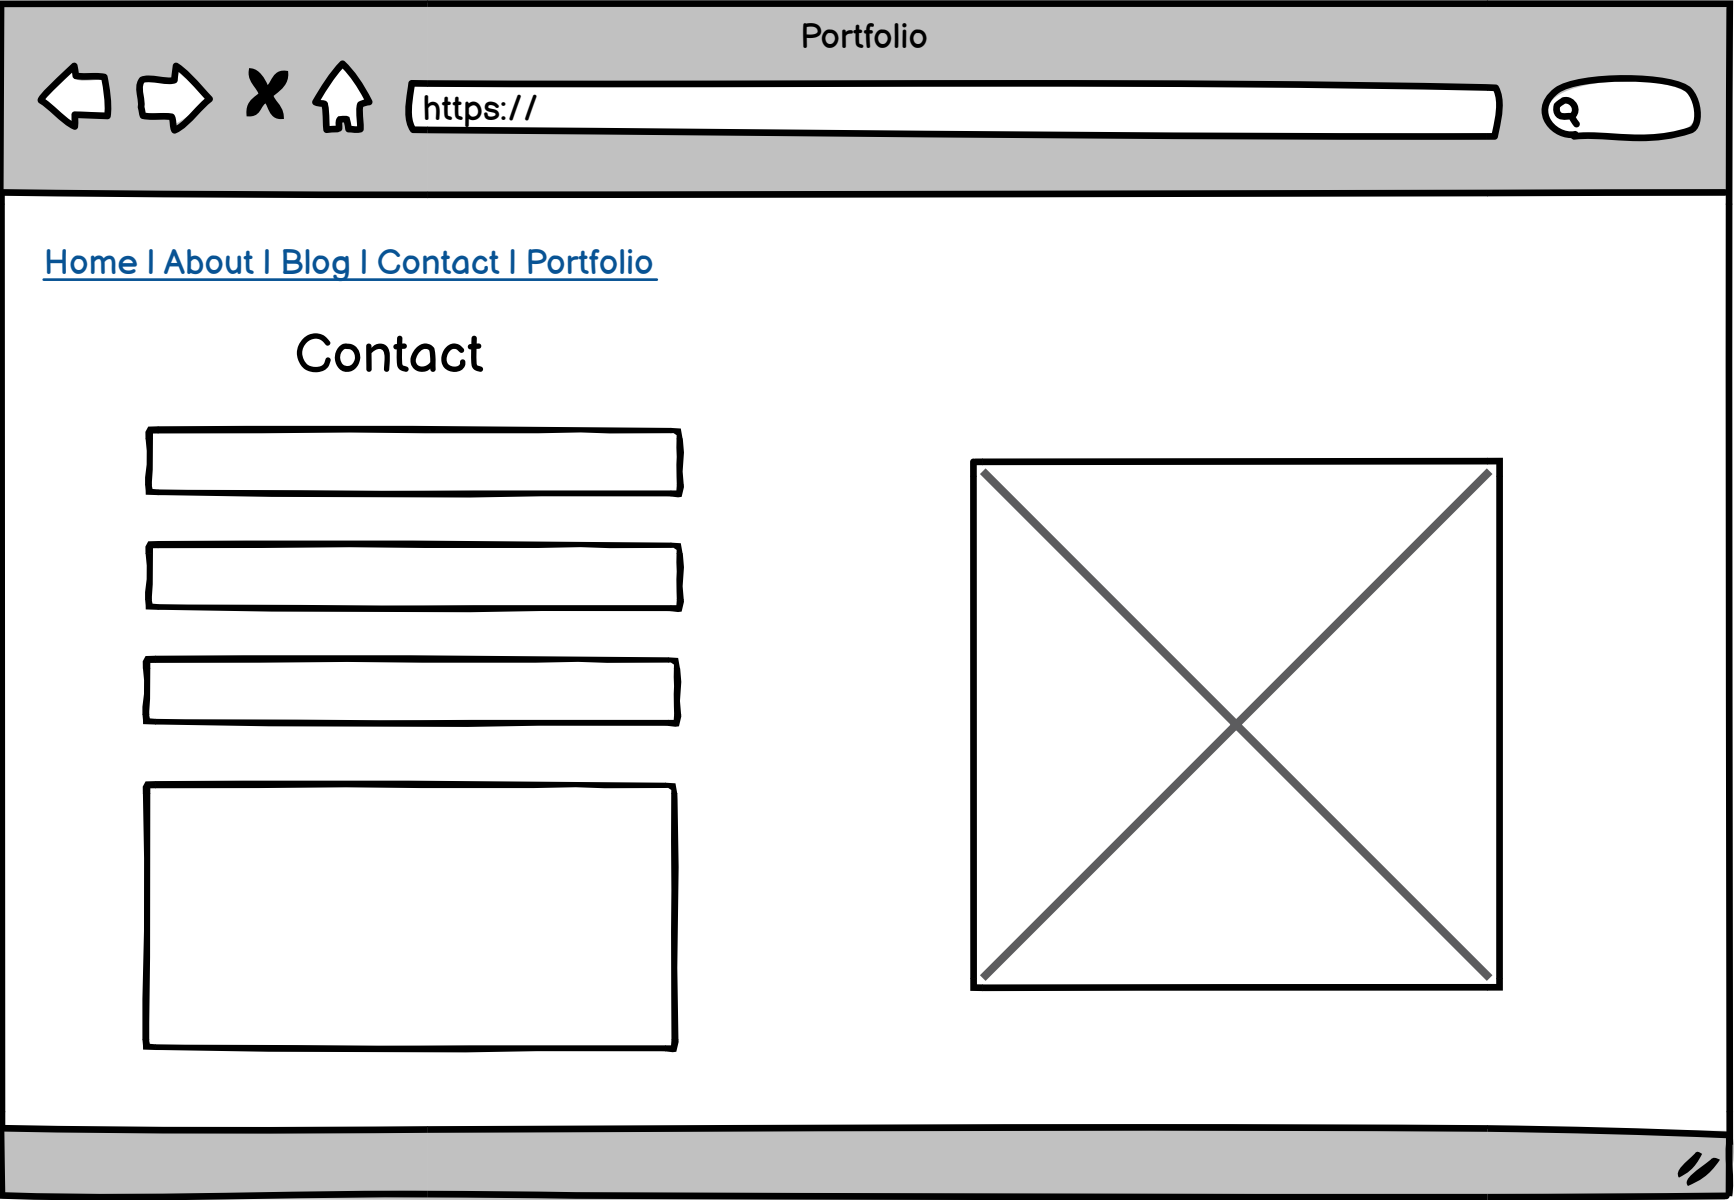 Portfolio
https://
Home | About | Blog | Contact | Portfolio
Contact